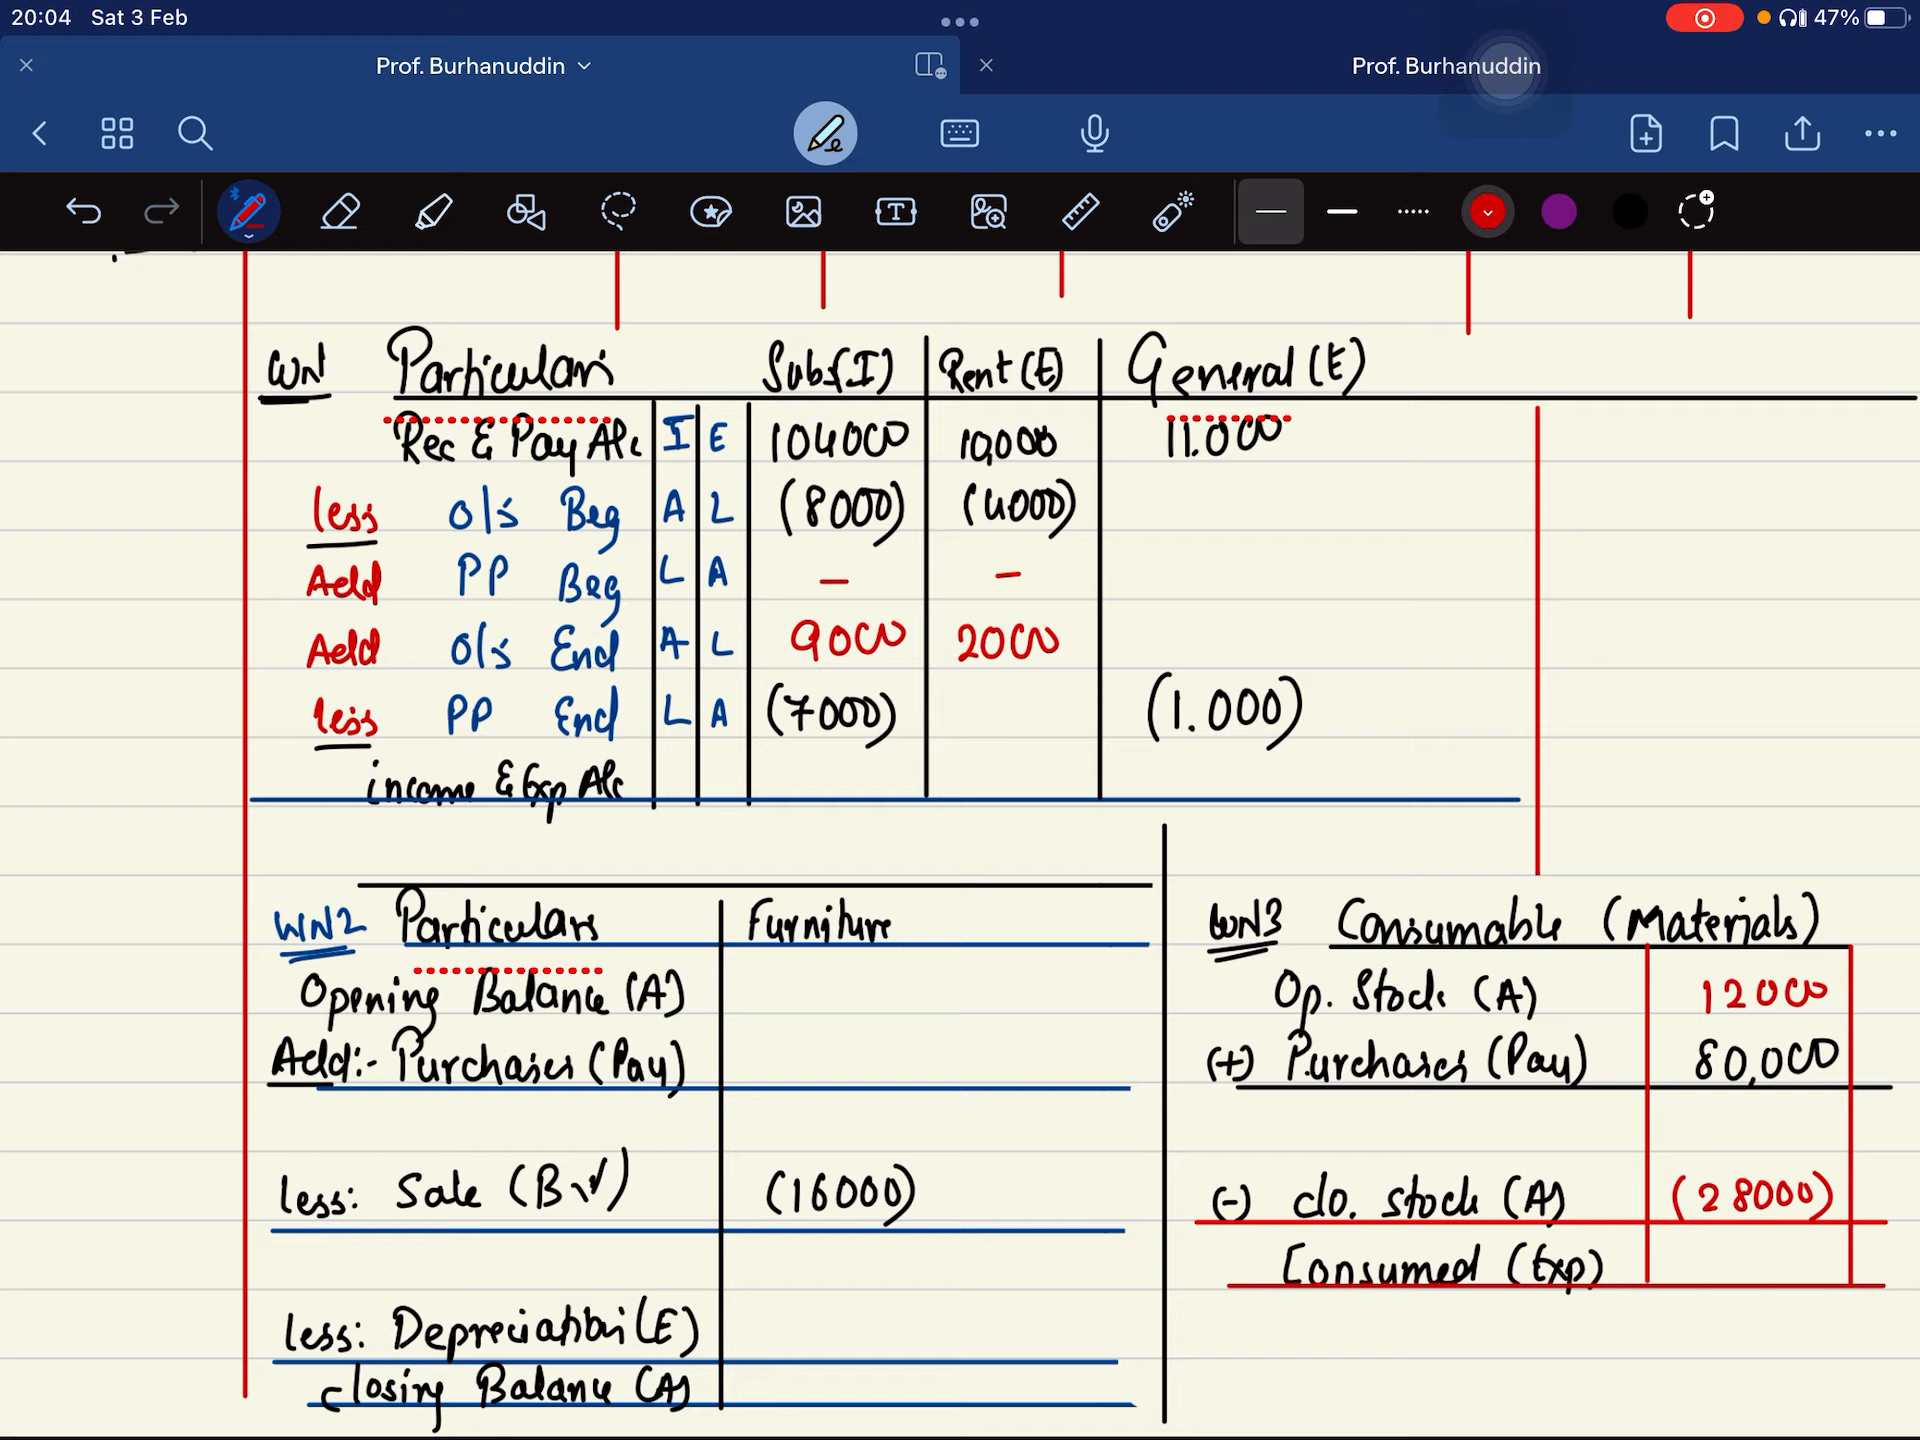 20:04 Sat 3 Feb
47%
Prof. Burhanuddin
Prof. Burhanuddin
WN1 Particulars Subs(I) Rent (E) General (E)
Rec & Pay A/c I E 104000 10,000 11.000
less o/s Beg A L (8000) (4000)
Add PP Beg L A — -
Add o/s End A L 9000 2000
less PP End L A (7000) (1.000)
income & Exp A/c
WN2 Particulars Furniture
Opening Balance (A)
Add:- Purchases (Pay)
less: Sale (BV) (16000)
less: Depreciation (E)
closing Balance (A)
WN3 Consumable (Materials)
Op. Stock (A) 12000
(+) Purchases (Pay) 80,000
(-) clo. stock (A) (28000)
Consumed (Exp)